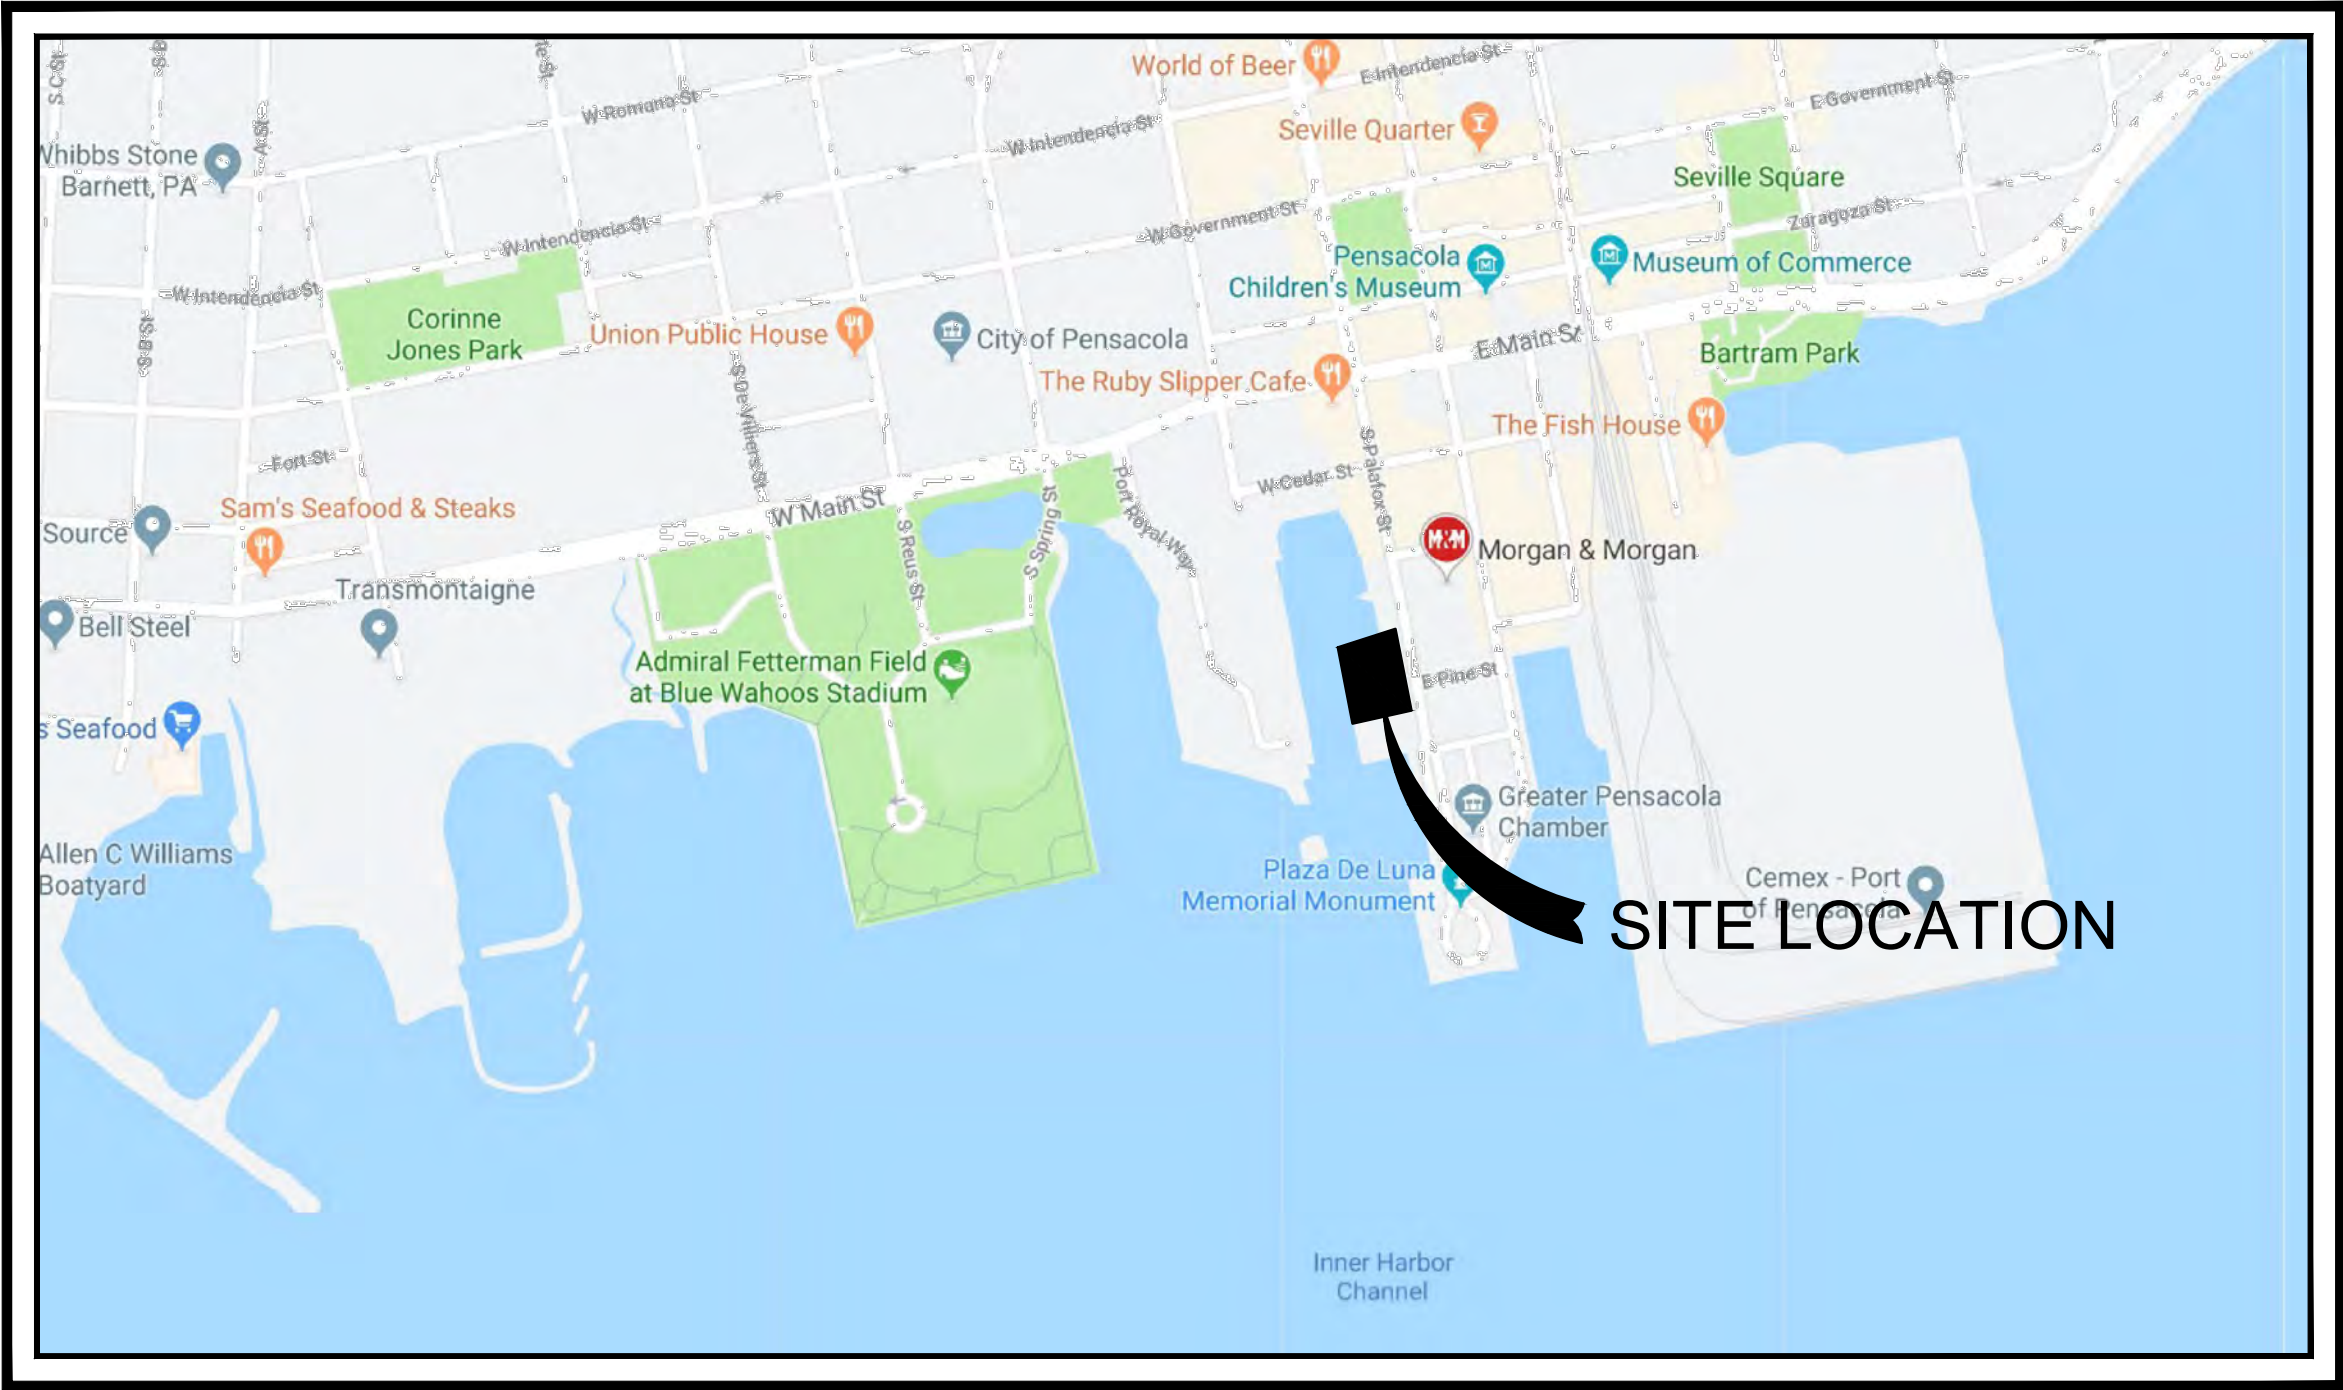 S C St
World of Beer
E Intendencia St
W Romana St
E Government St
A St
Seville Quarter
W Intendencia St
Whibbs Stone
Barnett, PA
Seville Square
Zaragoza St
W Government St
W Intendencia St
Pensacola
Children's Museum
Museum of Commerce
W Intendencia St
Corinne
Jones Park
Union Public House
City of Pensacola
E Main St
Bartram Park
S B St
The Ruby Slipper Cafe
S De Villiers St
The Fish House
Fort St
S Palafox St
W Cedar St
Port Royal Way
Sam's Seafood & Steaks
W Main St
Source
S Reus St
S Spring St
M&M
Morgan & Morgan
Transmontaigne
Bell Steel
Admiral Fetterman Field
at Blue Wahoos Stadium
E Pine St
s Seafood
Greater Pensacola
Chamber
Allen C Williams
Boatyard
Plaza De Luna
Memorial Monument
Cemex - Port
of Pensacola
SITE LOCATION
Inner Harbor
Channel